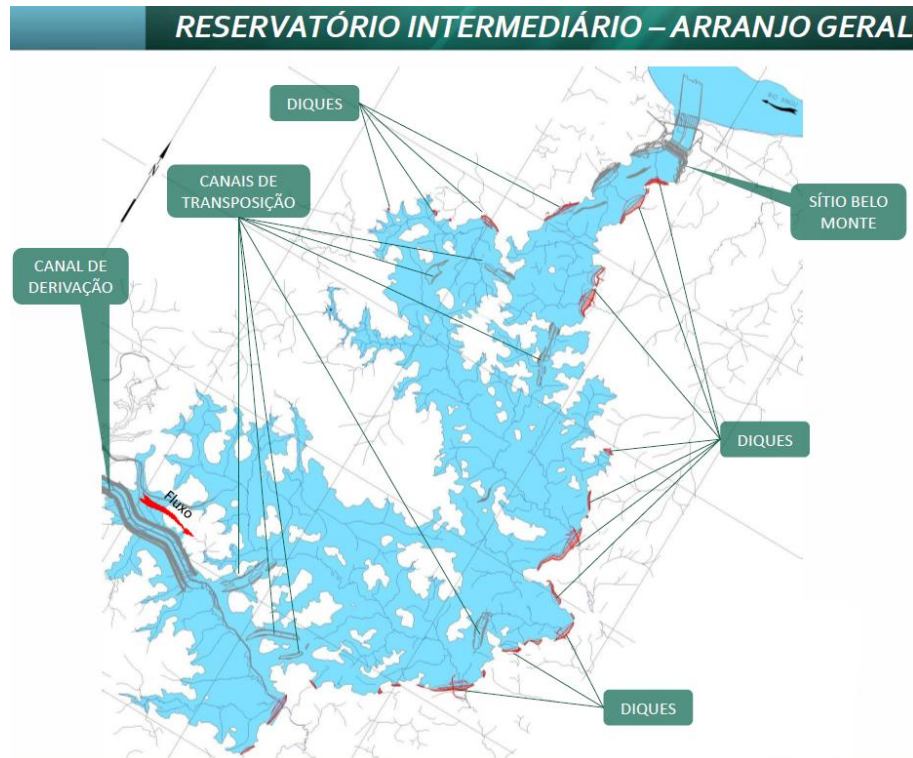 RESERVATÓRIO INTERMEDIÁRIO – ARRANJO GERAL
DIQUES
CANAIS DE
TRANSPOSIÇÃO
SÍTIO BELO
MONTE
CANAL DE
DERIVAÇÃO
N
DIQUES
Fluxo
DIQUES